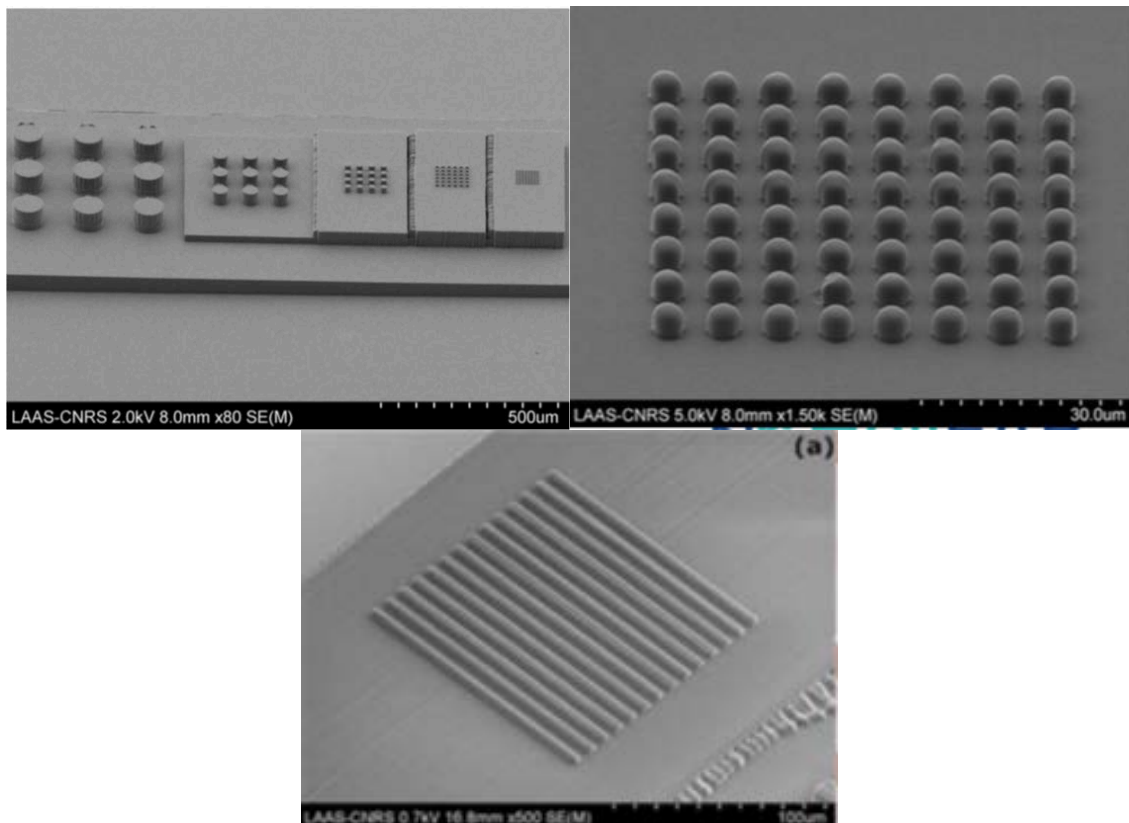 LAAS-CNRS 2.0kV 8.0mm x80 SE(M) 500um
LAAS-CNRS 5.0kV 8.0mm x1.50k SE(M) 30.0um
(a)
LAAS-CNRS 0.7kV 16.8mm x500 SE(M) 100um